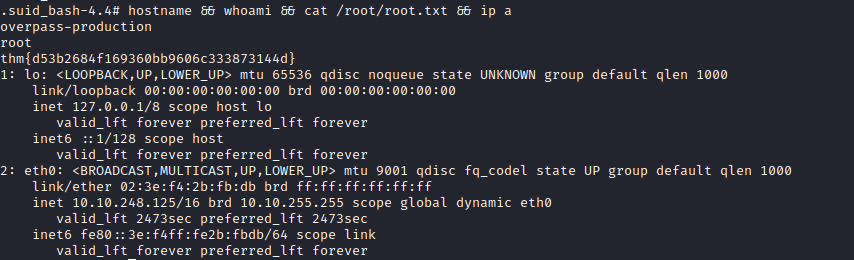 .suid_bash-4.4# hostname && whoami && cat /root/root.txt && ip a
overpass-production
root
thm{d53b2684f169360bb9606c333873144d}
1: lo: <LOOPBACK,UP,LOWER_UP> mtu 65536 qdisc noqueue state UNKNOWN group default qlen 1000
link/loopback 00:00:00:00:00:00 brd 00:00:00:00:00:00
inet 127.0.0.1/8 scope host lo
valid_lft forever preferred_lft forever
inet6 ::1/128 scope host
valid_lft forever preferred_lft forever
2: eth0: <BROADCAST,MULTICAST,UP,LOWER_UP> mtu 9001 qdisc fq_codel state UP group default qlen 1000
link/ether 02:3e:f4:2b:fb:db brd ff:ff:ff:ff:ff:ff
inet 10.10.248.125/16 brd 10.10.255.255 scope global dynamic eth0
valid_lft 2473sec preferred_lft 2473sec
inet6 fe80::3e:f4ff:fe2b:fbdb/64 scope link
valid_lft forever preferred_lft forever